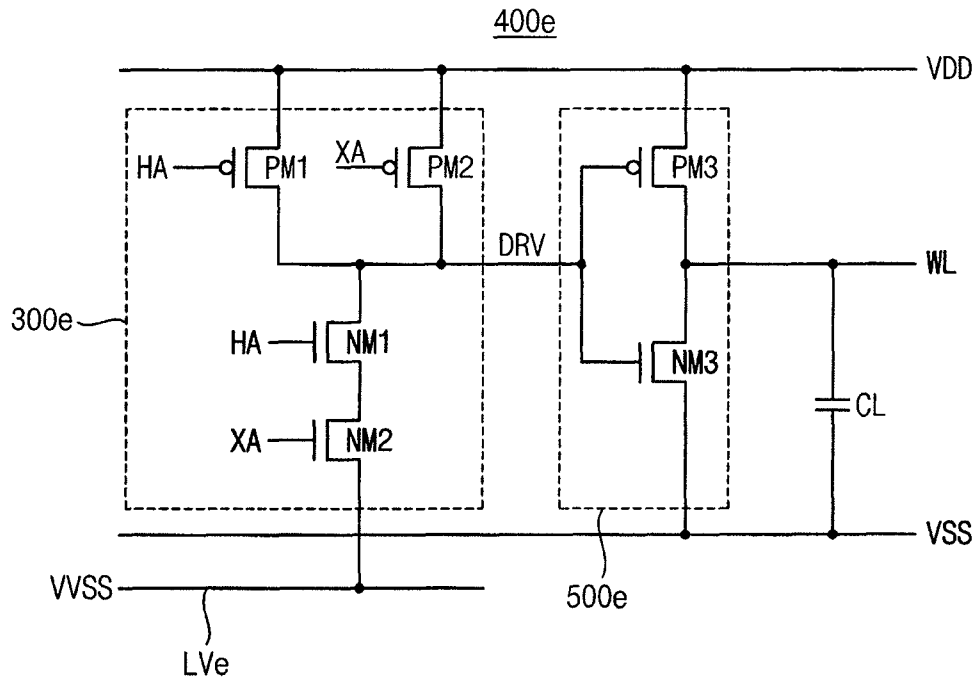 400e
VDD
HA
PM1
XA
PM2
PM3
DRV
WL
300e
HA
NM1
NM3
CL
XA
NM2
VSS
VVSS
500e
LVe